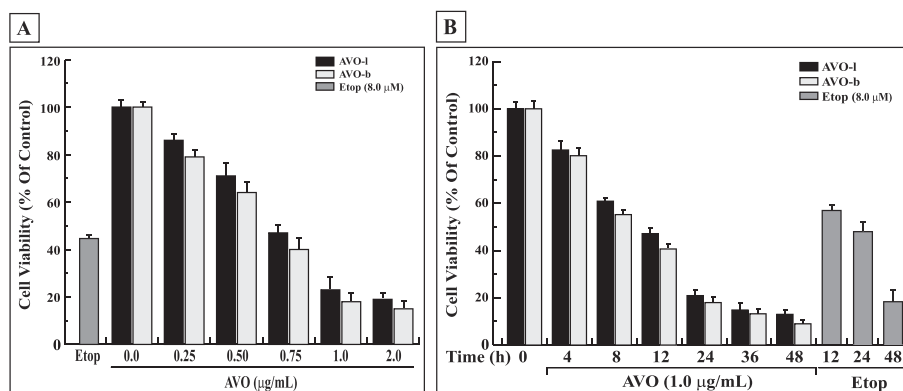 A
AVO-l
AVO-b
Etop (8.0 μM)
Cell Viability (% Of Control)
120
100
80
60
40
20
0
Etop 0.0 0.25 0.50 0.75 1.0 2.0
AVO (μg/mL)
B
AVO-l
AVO-b
Etop (8.0 μM)
Cell Viability (% Of Control)
120
100
80
60
40
20
0
Time (h) 0 4 8 12 24 36 48 12 24 48
AVO (1.0 μg/mL) Etop